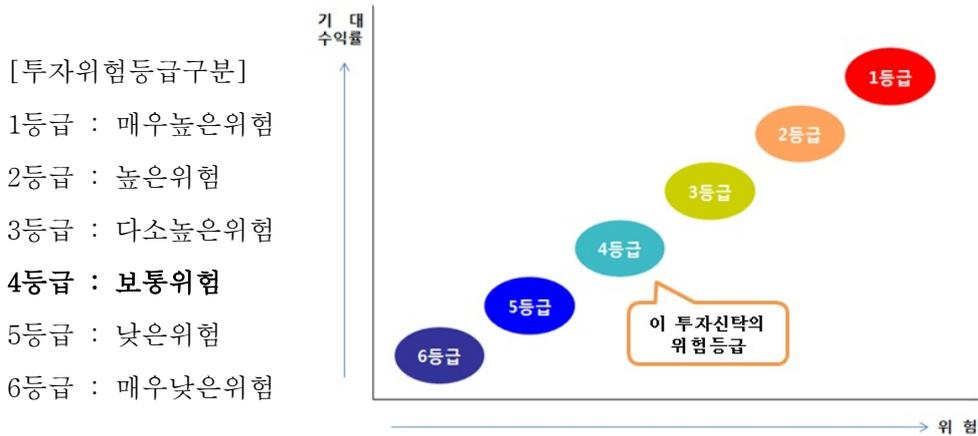 [투자위험등급구분]
1등급 : 매우높은위험
2등급 : 높은위험
3등급 : 다소높은위험
4등급 : 보통위험
5등급 : 낮은위험
6등급 : 매우낮은위험
기 대
수익률
1등급
2등급
3등급
4등급
5등급
6등급
이 투자신탁의
위험등급
위 험